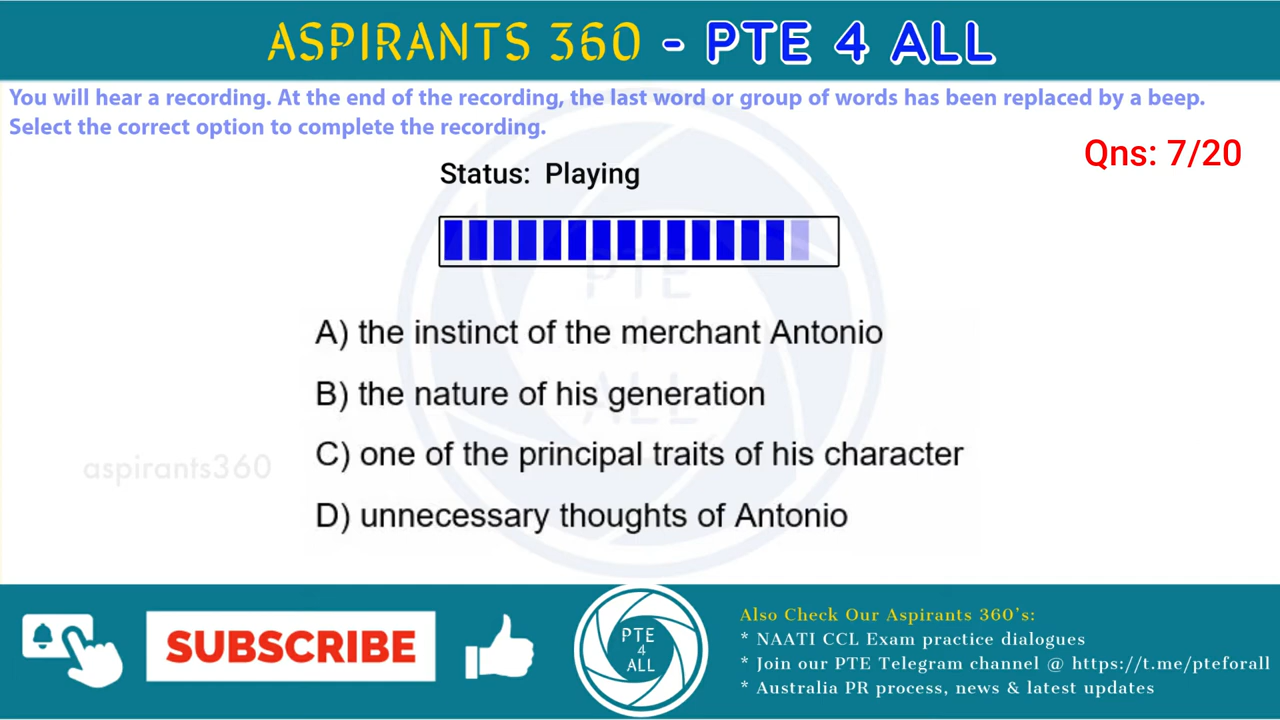 ASPIRANTS 360 - PTE 4 ALL
You will hear a recording. At the end of the recording, the last word or group of words has been replaced by a beep.
Select the correct option to complete the recording.
Qns: 7/20
Status: Playing
PTE
4
ALL
A) the instinct of the merchant Antonio
B) the nature of his generation
C) one of the principal traits of his character
aspirants360
D) unnecessary thoughts of Antonio
SUBSCRIBE
PTE
4
ALL
Also Check Our Aspirants 360's:
* NAATI CCL Exam practice dialogues
* Join our PTE Telegram channel @ https://t.me/pteforall
* Australia PR process, news & latest updates